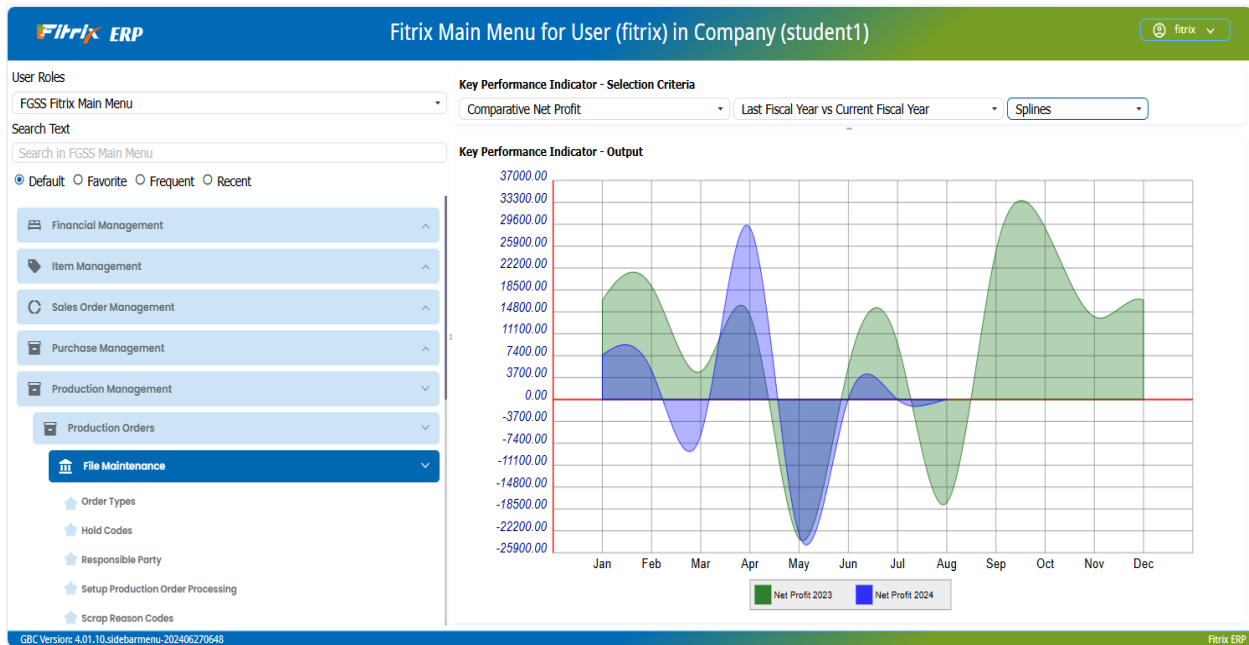 Fitrix ERP
Fitrix Main Menu for User (fitrix) in Company (student1)
fitrix
User Roles
FGSS Fitrix Main Menu
Search Text
Search in FGSS Main Menu
Default Favorite Frequent Recent
Financial Management
Item Management
Sales Order Management
Purchase Management
Production Management
Production Orders
File Maintenance
Order Types
Hold Codes
Responsible Party
Setup Production Order Processing
Scrap Reason Codes
Key Performance Indicator - Selection Criteria
Comparative Net Profit
Last Fiscal Year vs Current Fiscal Year
Splines
Key Performance Indicator - Output
37000.00
33300.00
29600.00
25900.00
22200.00
18500.00
14800.00
11100.00
7400.00
3700.00
0.00
-3700.00
-7400.00
-11100.00
-14800.00
-18500.00
-22200.00
-25900.00
Jan Feb Mar Apr May Jun Jul Aug Sep Oct Nov Dec
Net Profit 2023 Net Profit 2024
GBC Version: 4.01.10.sidebarmenu-202406270648
Fitrix ERP